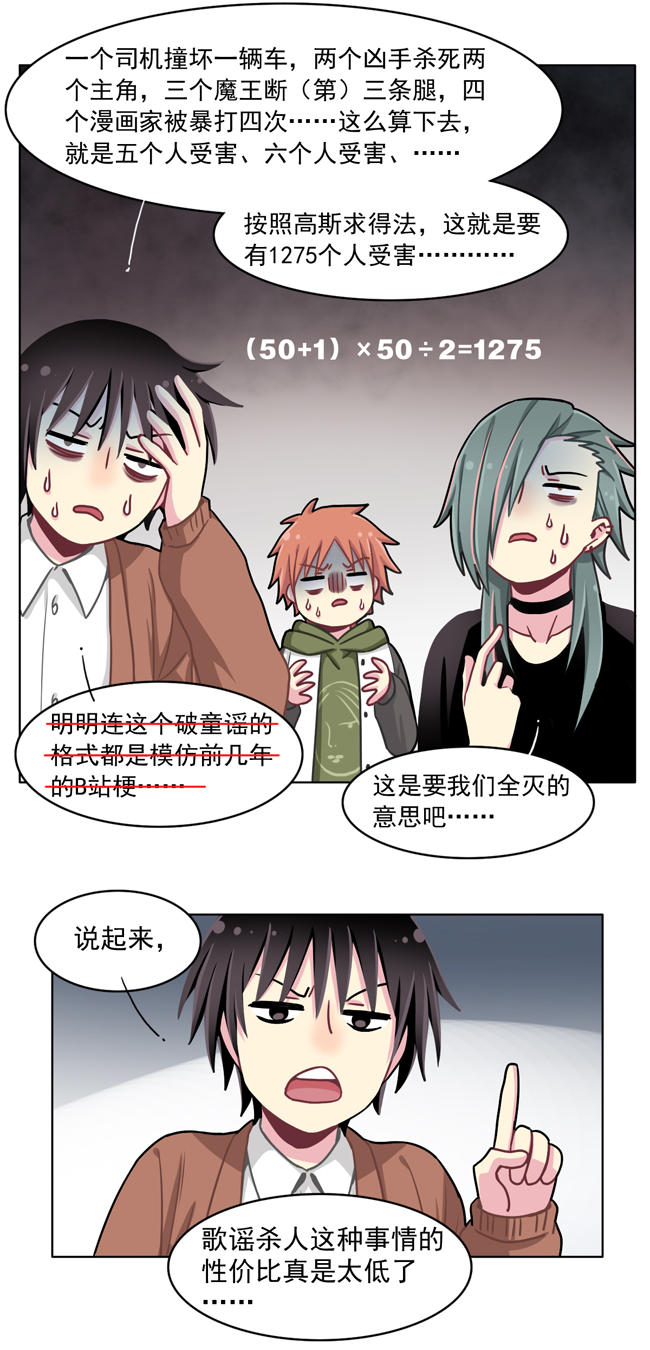 一个司机撞坏一辆车，两个凶手杀死两
个主角，三个魔王断（第）三条腿，四
个漫画家被暴打四次……这么算下去，
就是五个人受害、六个人受害、……
按照高斯求得法，这就是要
有1275个人受害…………
（50+1）×50÷2=1275
明明连这个破童谣的
格式都是模仿前几年
的B站梗……
这是要我们全灭的
意思吧……
说起来，
歌谣杀人这种事情的
性价比真是太低了
……